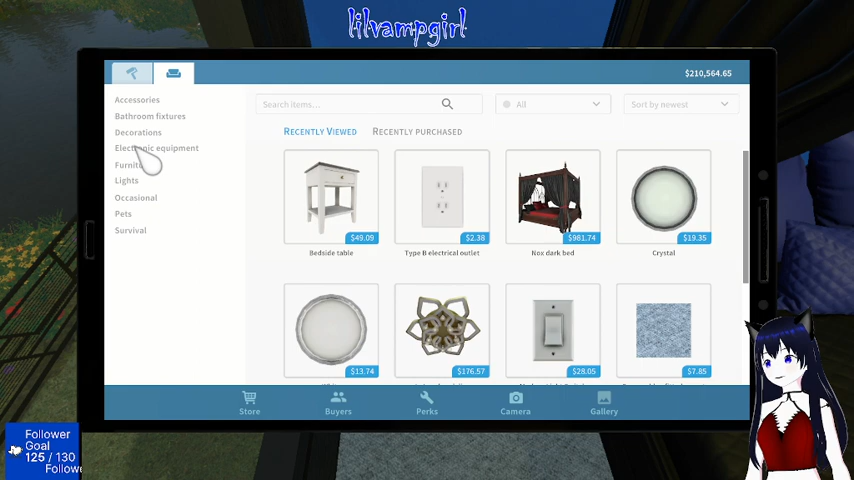 lilvampgirl
$210,564.65
Accessories
Bathroom fixtures
Decorations
Electronic equipment
Lights
Occasional
Pets
Survival
Search items...
All
Sort by newest
RECENTLY VIEWED
RECENTLY PURCHASED
$49.09
$2.38
$981.74
$19.35
Bedside table
Type B electrical outlet
Nox dark bed
Crystal
$13.74
$176.57
$28.05
$7.85
Store
Buyers
Perks
Camera
Gallery
Follower
Goal
125 / 130